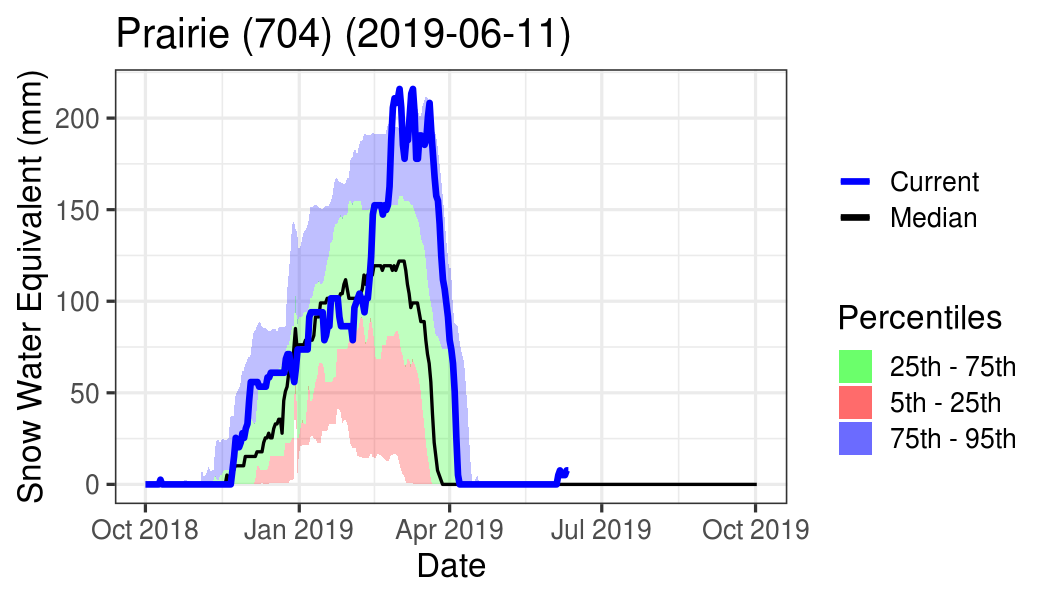 Prairie (704) (2019-06-11)
Snow Water Equivalent (mm)
200
150
100
50
0
Oct 2018
Jan 2019
Apr 2019
Jul 2019
Oct 2019
Date
Current
Median
Percentiles
25th - 75th
5th - 25th
75th - 95th